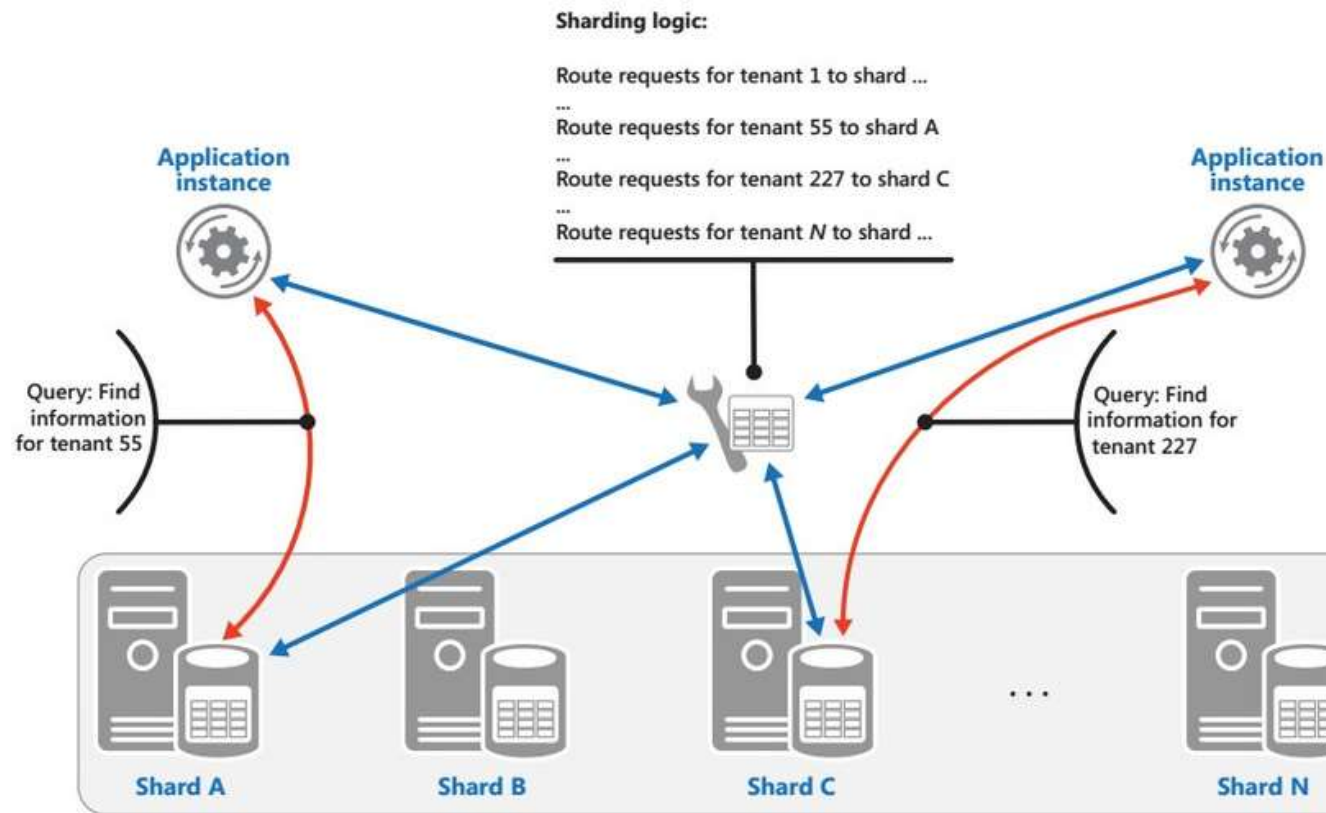 Sharding logic:
Route requests for tenant 1 to shard ...
...
Route requests for tenant 55 to shard A
...
Route requests for tenant 227 to shard C
...
Route requests for tenant N to shard ...
Application
instance
Application
instance
Query: Find
information
for tenant 55
Query: Find
information for
tenant 227
...
Shard A
Shard B
Shard C
Shard N